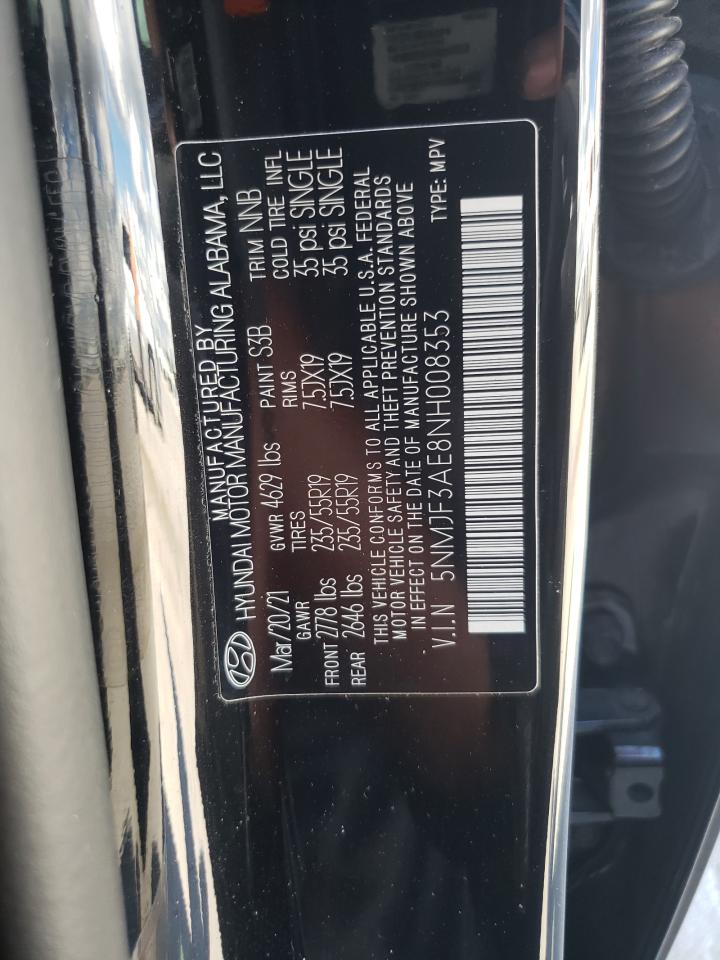 MANUFACTURED BY
HYUNDAI MOTOR MANUFACTURING ALABAMA, LLC
Mar/20/21 GVWR 4629 lbs PAINT S3B TRIM NNB
GAWR TIRES RIMS COLD TIRE INFL
FRONT 2778 lbs 235/55R19 7.5JX19 35 psi SINGLE
REAR 2646 lbs 235/55R19 7.5JX19 35 psi SINGLE
THIS VEHICLE CONFORMS TO ALL APPLICABLE U.S.A. FEDERAL
MOTOR VEHICLE SAFETY AND THEFT PREVENTION STANDARDS
IN EFFECT ON THE DATE OF MANUFACTURE SHOWN ABOVE
V.I.N 5NMJF3AE8NH008353 TYPE: MPV